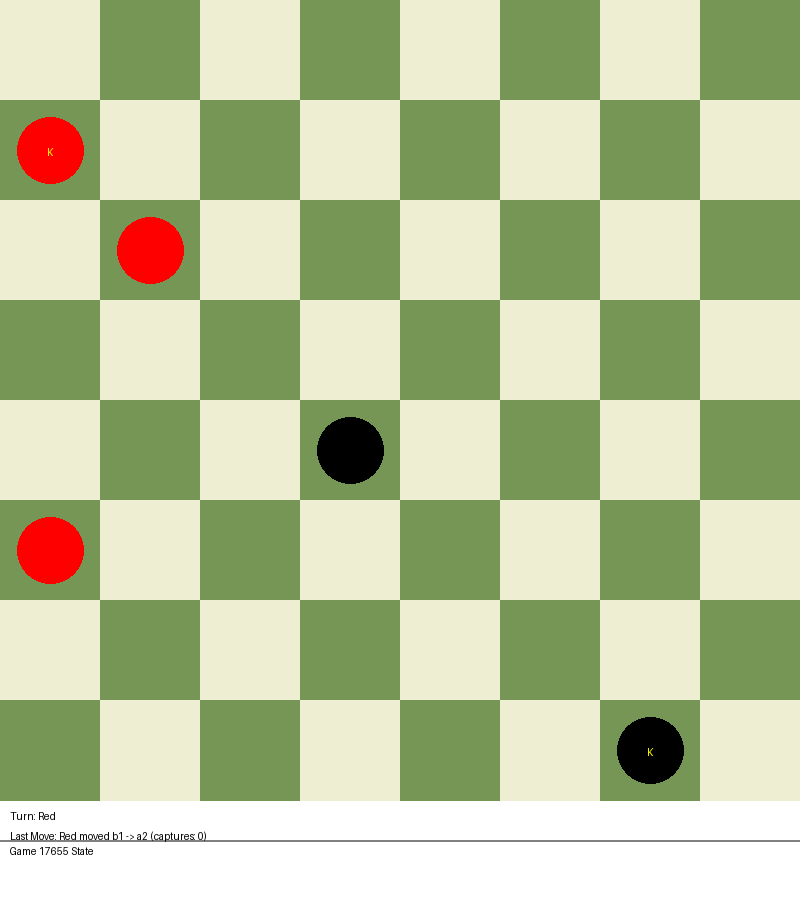 K
K
Turn: Red
Last Move: Red moved b1 -> a2 (captures: 0)
Game 17655 State